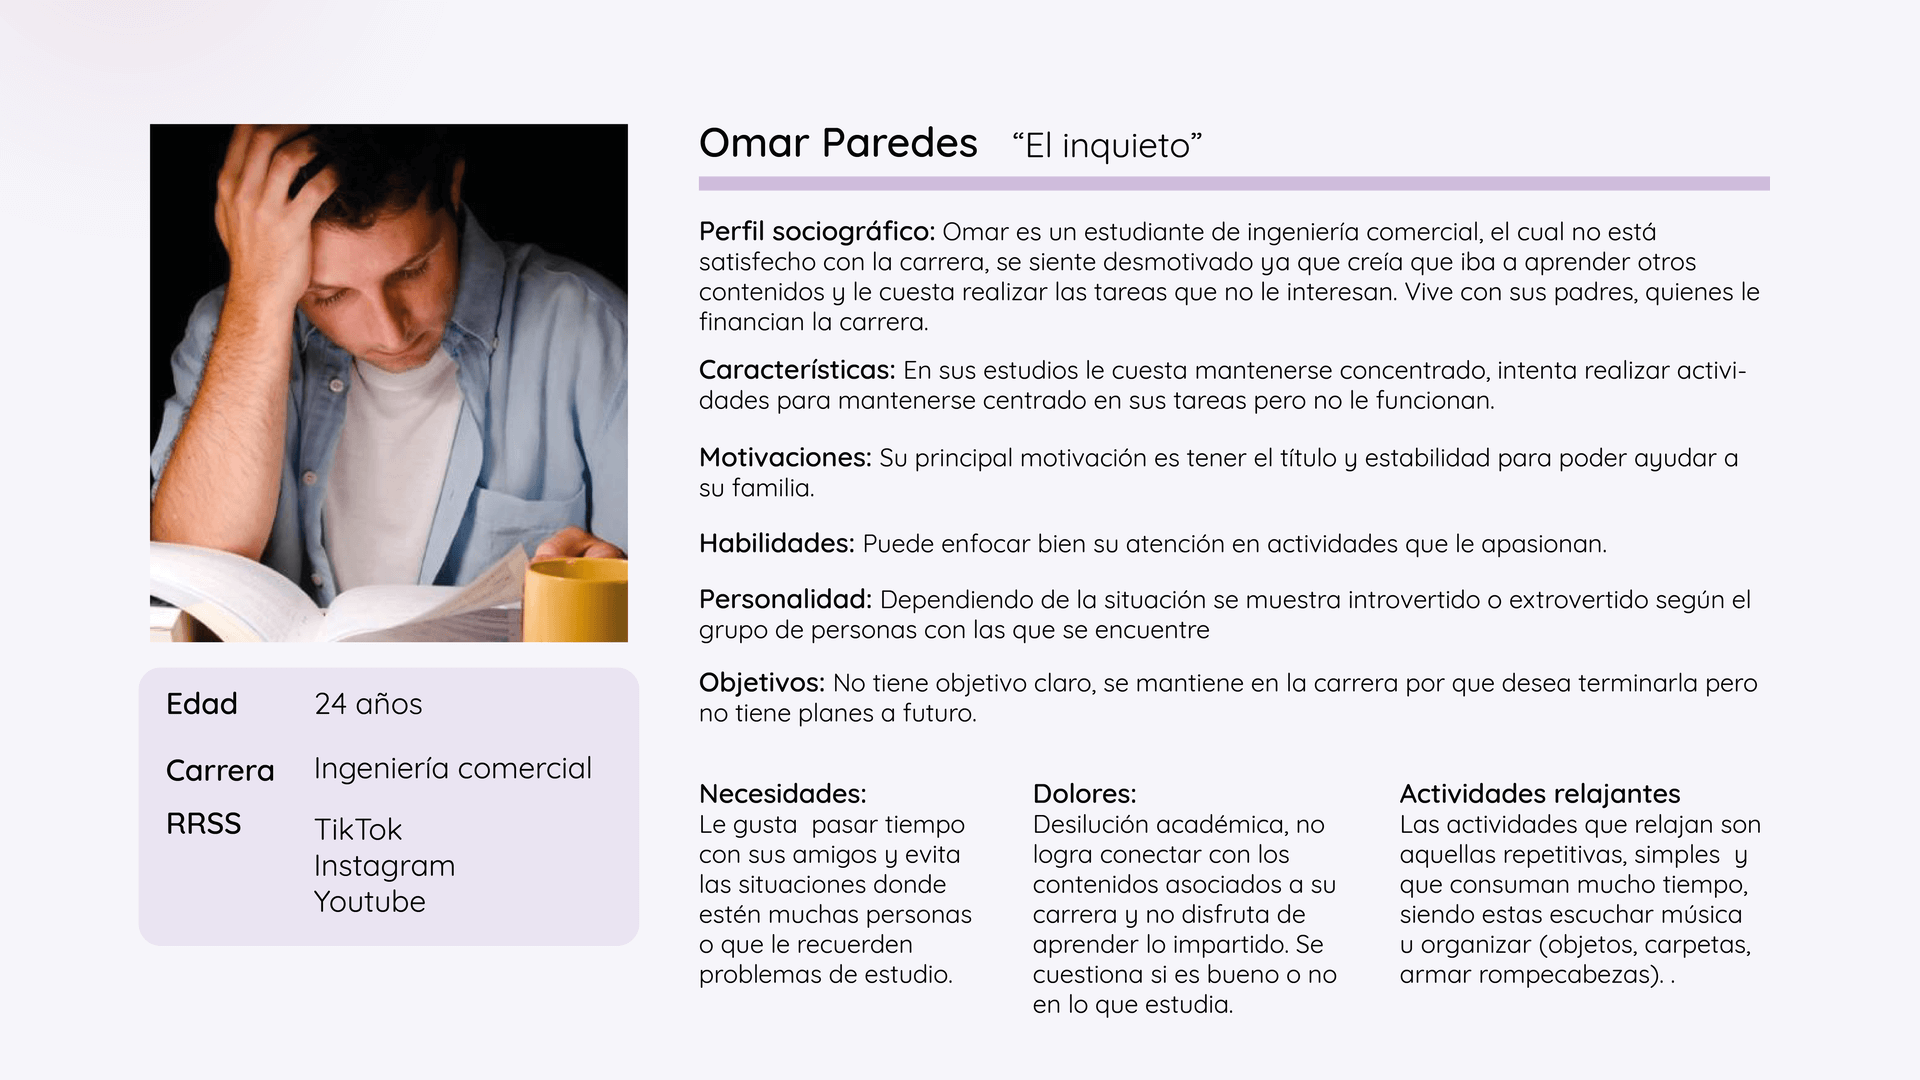 Omar Paredes “El inquieto”
Perfil sociográfico: Omar es un estudiante de ingeniería comercial, el cual no está
satisfecho con la carrera, se siente desmotivado ya que creía que iba a aprender otros
contenidos y le cuesta realizar las tareas que no le interesan. Vive con sus padres, quienes le
financian la carrera.
Características: En sus estudios le cuesta mantenerse concentrado, intenta realizar activi-
dades para mantenerse centrado en sus tareas pero no le funcionan.
Motivaciones: Su principal motivación es tener el título y estabilidad para poder ayudar a
su familia.
Habilidades: Puede enfocar bien su atención en actividades que le apasionan.
Personalidad: Dependiendo de la situación se muestra introvertido o extrovertido según el
grupo de personas con las que se encuentre
Objetivos: No tiene objetivo claro, se mantiene en la carrera por que desea terminarla pero
no tiene planes a futuro.
Edad 24 años
Carrera Ingeniería comercial
RRSS TikTok
Instagram
Youtube
Necesidades:
Le gusta  pasar tiempo
con sus amigos y evita
las situaciones donde
estén muchas personas
o que le recuerden
problemas de estudio.
Dolores:
Desilución académica, no
logra conectar con los
contenidos asociados a su
carrera y no disfruta de
aprender lo impartido. Se
cuestiona si es bueno o no
en lo que estudia.
Actividades relajantes
Las actividades que relajan son
aquellas repetitivas, simples  y
que consuman mucho tiempo,
siendo estas escuchar música
u organizar (objetos, carpetas,
armar rompecabezas). .